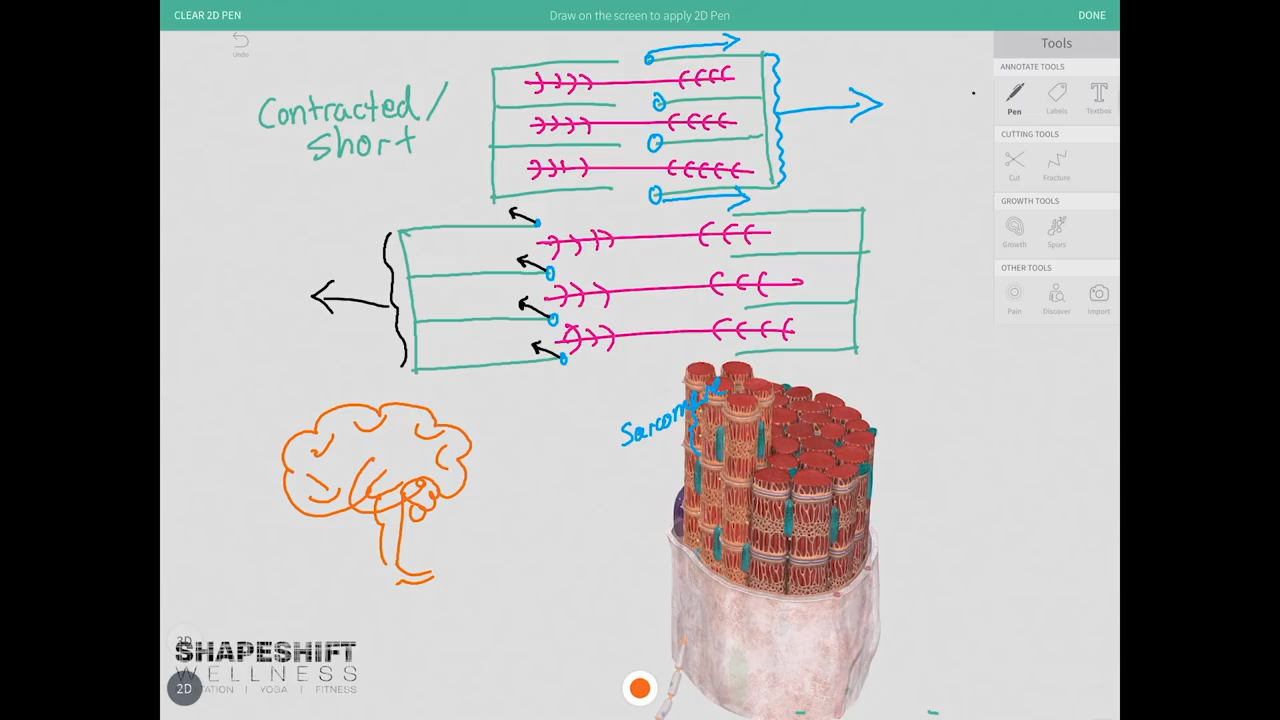 CLEAR 2D PEN
Draw on the screen to apply 2D Pen
DONE
Undo
Tools
ANNOTATE TOOLS
Pen
Labels
Textbox
CUTTING TOOLS
Cut
Fracture
GROWTH TOOLS
Growth
Spurs
OTHER TOOLS
Pain
Discover
Import
Contracted/
short
Sarcomere
3D
SHAPESHIFT
WELLNESS
TATION | YOGA | FITNESS
2D